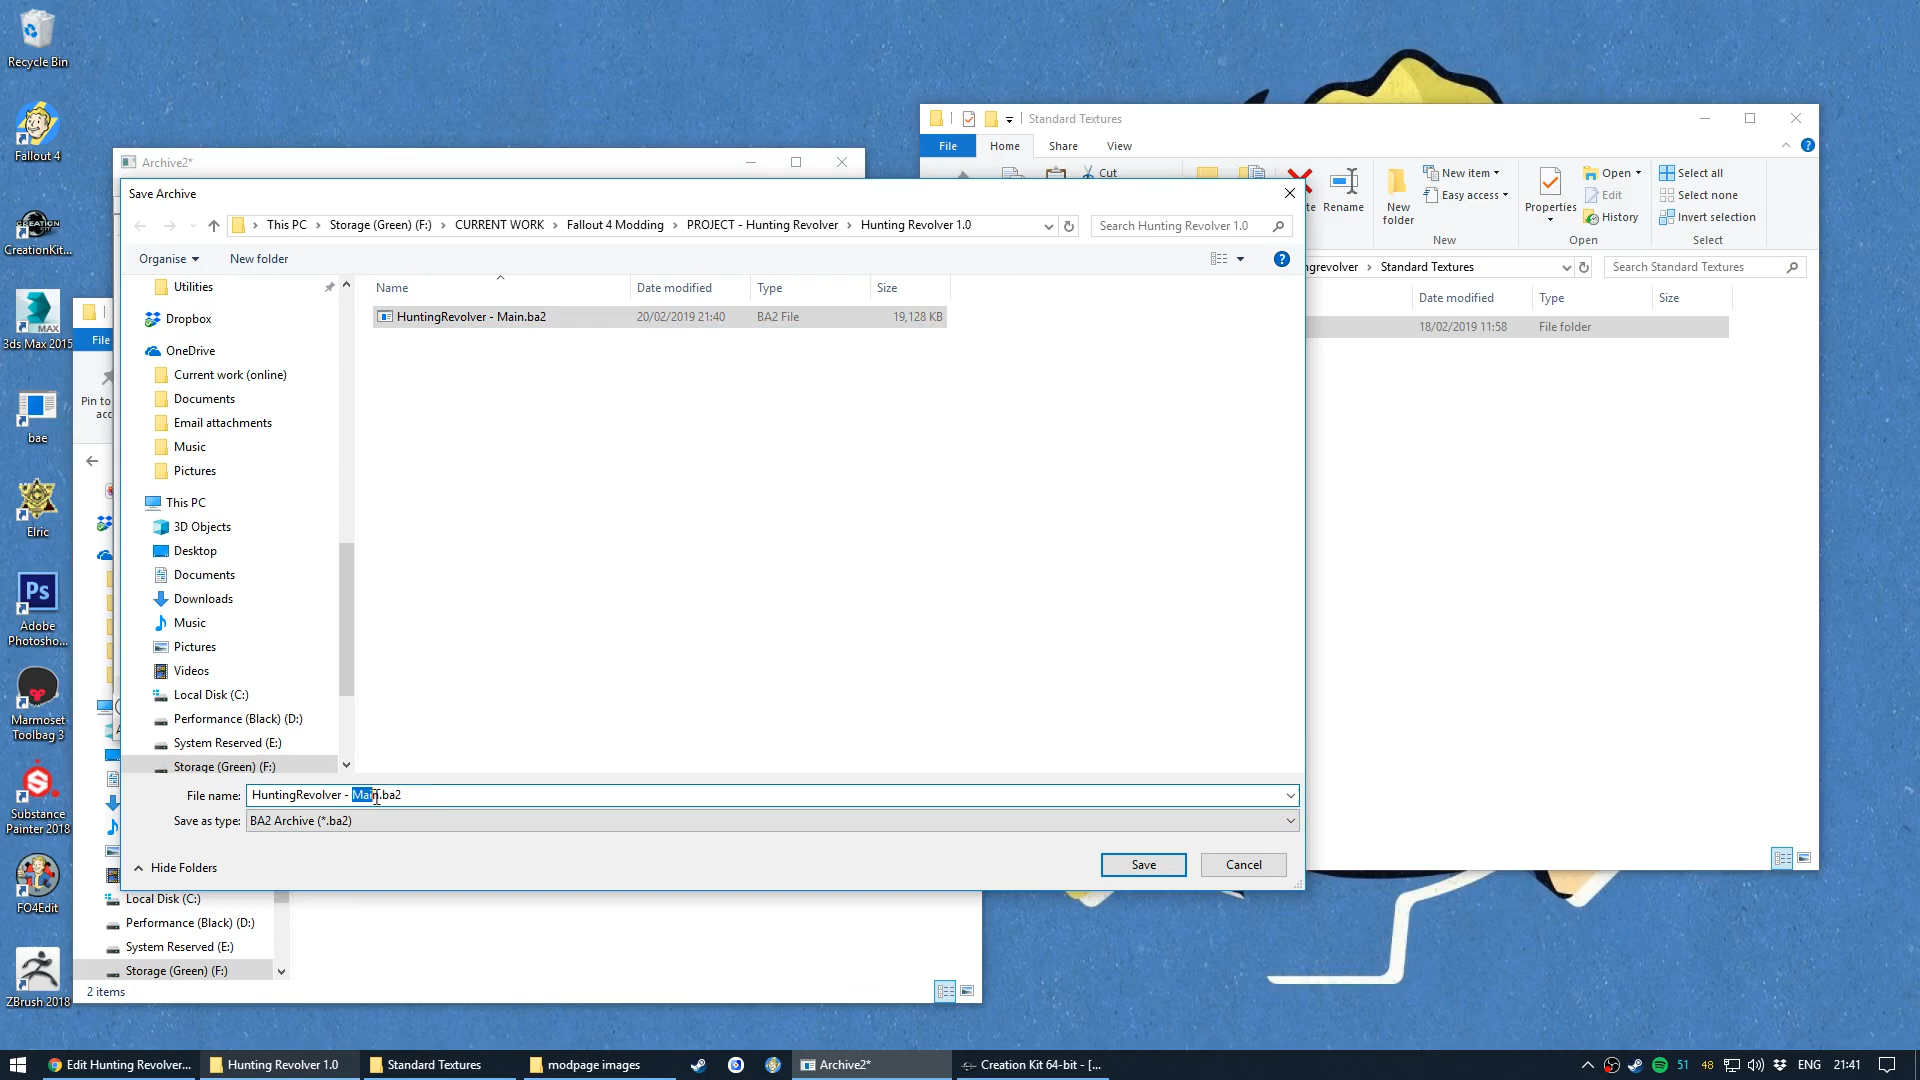 Recycle Bin
Fallout 4
CreationKit...
3ds Max 2015
bae
Elric
Adobe
Photosho...
Marmoset
Toolbag 3
Substance
Painter 2018
FO4Edit
ZBrush 2018
Archive2*
File
Pin to
acc
Save Archive
This PC
Storage (Green) (F:)
CURRENT WORK
Fallout 4 Modding
PROJECT - Hunting Revolver
Hunting Revolver 1.0
Search Hunting Revolver 1.0
Organise
New folder
Utilities
Dropbox
OneDrive
Current work (online)
Documents
Email attachments
Music
Pictures
This PC
3D Objects
Desktop
Documents
Downloads
Music
Pictures
Videos
Local Disk (C:)
Performance (Black) (D:)
System Reserved (E:)
Storage (Green) (F:)
Name
Date modified
Type
Size
HuntingRevolver - Main.ba2
20/02/2019 21:40
BA2 File
19,128 KB
File name:
HuntingRevolver - Main.ba2
Save as type:
BA2 Archive (*.ba2)
Hide Folders
Save
Cancel
Local Disk (C:)
Performance (Black) (D:)
System Reserved (E:)
Storage (Green) (F:)
2 items
Standard Textures
File
Home
Share
View
Cut
te
Rename
New
folder
New item
Easy access
New
Properties
Open
Edit
History
Open
Select all
Select none
Invert selection
Select
ngrevolver
Standard Textures
Search Standard Textures
Date modified
Type
Size
18/02/2019 11:58
File folder
Edit Hunting Revolver...
Hunting Revolver 1.0
Standard Textures
modpage images
Archive2*
Creation Kit 64-bit - [...
51
48
ENG
21:41